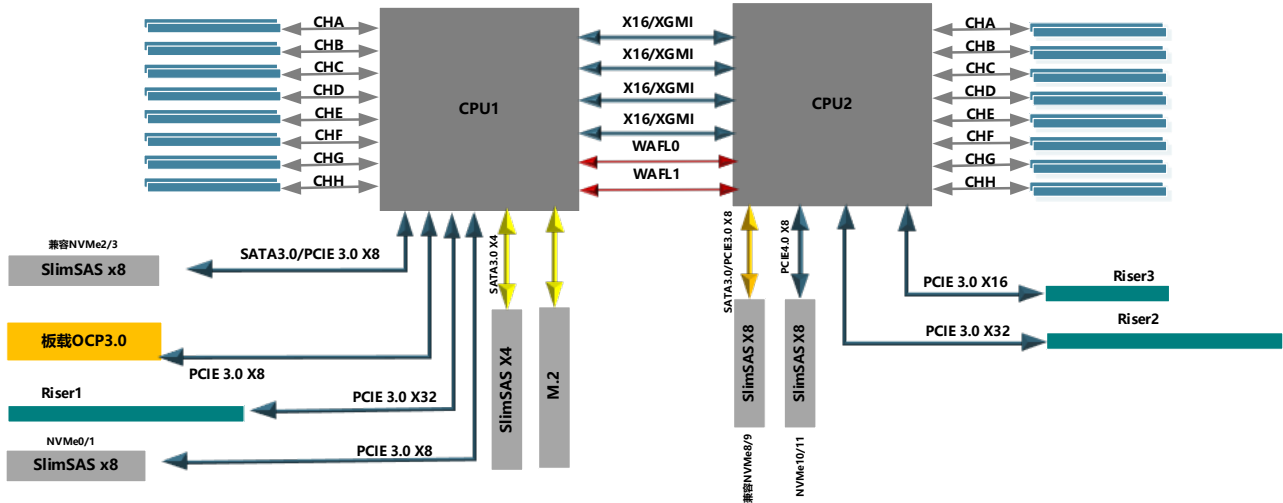 CHA
CHB
CHC
CHD
CHE
CHF
CHG
CHH
CPU1
X16/XGMI
X16/XGMI
X16/XGMI
X16/XGMI
WAFL0
WAFL1
CPU2
CHA
CHB
CHC
CHD
CHE
CHF
CHG
CHH
兼容NVMe2/3
SlimSAS x8
SATA3.0/PCIE 3.0 X8
板载OCP3.0
PCIE 3.0 X8
Riser1
PCIE 3.0 X32
NVMe0/1
SlimSAS x8
PCIE 3.0 X8
SATA3.0 X4
SlimSAS X4
M.2
SATA3.0/PCIE3.0 X8
SlimSAS X8
兼容NVMe8/9
PCIE4.0 X8
SlimSAS X8
NVMe10/11
PCIE 3.0 X16
Riser3
PCIE 3.0 X32
Riser2